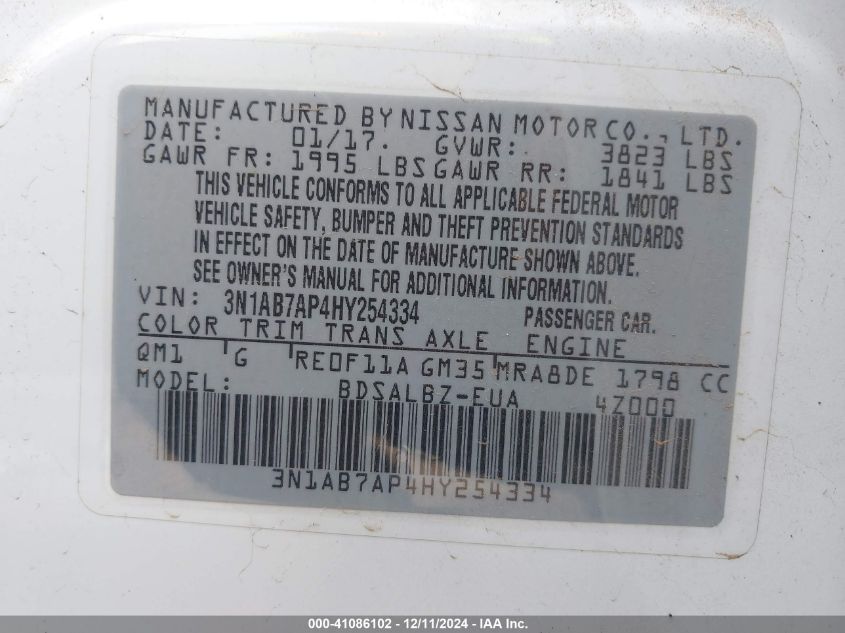 MANUFACTURED BY NISSAN MOTOR CO., LTD.
DATE: 01/17. GVWR: 3823 LBS
GAWR FR: 1995 LBS GAWR RR: 1841 LBS
THIS VEHICLE CONFORMS TO ALL APPLICABLE FEDERAL MOTOR
VEHICLE SAFETY, BUMPER AND THEFT PREVENTION STANDARDS
IN EFFECT ON THE DATE OF MANUFACTURE SHOWN ABOVE.
SEE OWNER'S MANUAL FOR ADDITIONAL INFORMATION.
VIN: 3N1AB7AP4HY254334 PASSENGER CAR.
COLOR TRIM TRANS AXLE ENGINE
QM1 G RE0F11A GM35 MRA8DE 1798 CC
MODEL: BDSALBZ-EUA 4Z000
3N1AB7AP4HY254334
000-41086102 - 12/11/2024 - IAA Inc.